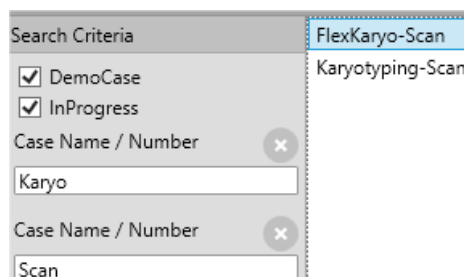 Search Criteria
DemoCase
InProgress
Case Name / Number
Karyo
Case Name / Number
Scan
FlexKaryo-Scan
Karyotyping-Scan